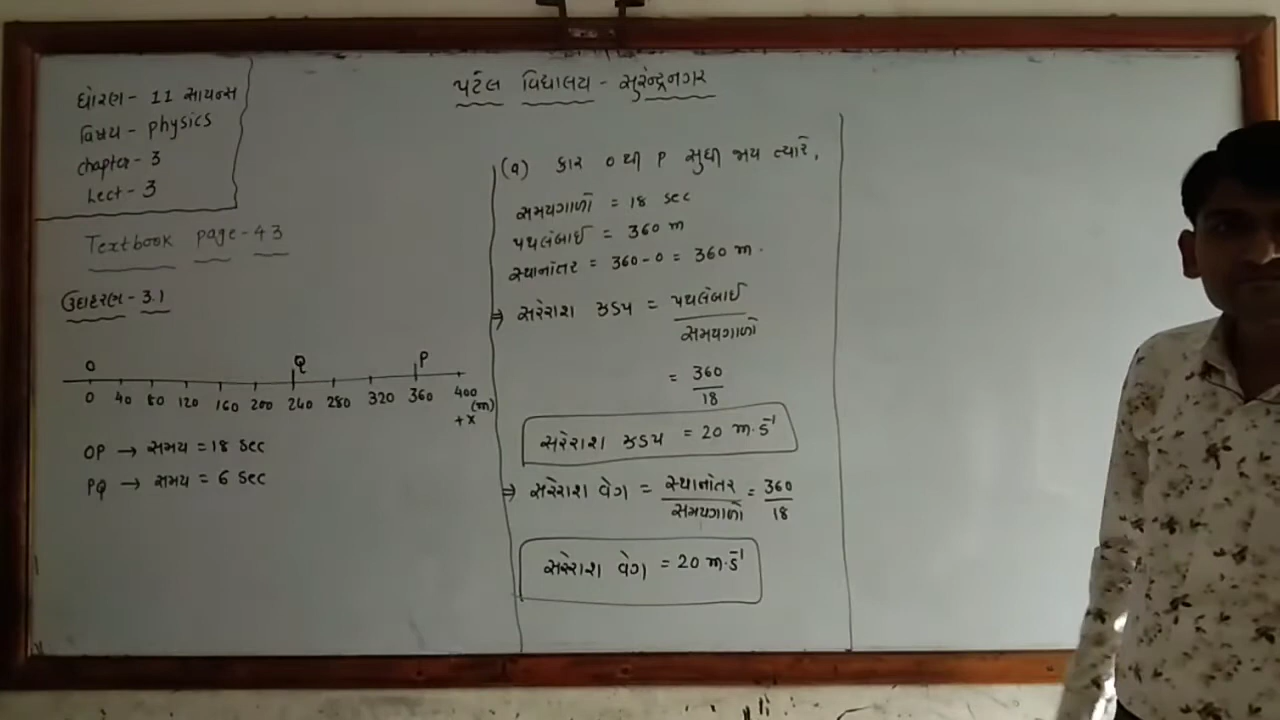 પટેલ વિદ્યાલય - સુરેન્દ્રનગર
ધોરણ - 11 સાયન્સ
વિષય - physics
chapter - 3
Lect - 3
Textbook page - 43
ઉદાહરણ - 3.1
O Q P
0 40 80 120 160 200 240 280 320 360 400
(m)
+x
OP → સમય = 18 sec
PQ → સમય = 6 sec
(a) કાર O થી P સુધી જાય ત્યારે,
સમયગાળો = 18 sec
પથલંબાઈ = 360 m
સ્થાનાંતર = 360 - 0 = 360 m.
⇒ સરેરાશ ઝડપ = પથલંબાઈ / સમયગાળો
= 360 / 18
સરેરાશ ઝડપ = 20 m·s⁻¹
⇒ સરેરાશ વેગ = સ્થાનાંતર / સમયગાળો = 360 / 18
સરેરાશ વેગ = 20 m·s⁻¹